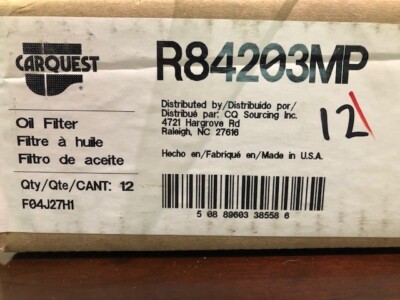 CARQUEST
R84203MP
Oil Filter
Filtre à huile
Filtro de aceite
Qty/Qte/CANT: 12
F04J27H1
Distributed by/Distribuido por/
Distribué par: CQ Sourcing Inc.
4721 Hargrove Rd
Raleigh, NC 27616
Hecho en/Fabriqué en/Made in U.S.A.
12
5 08 89603 38558 6